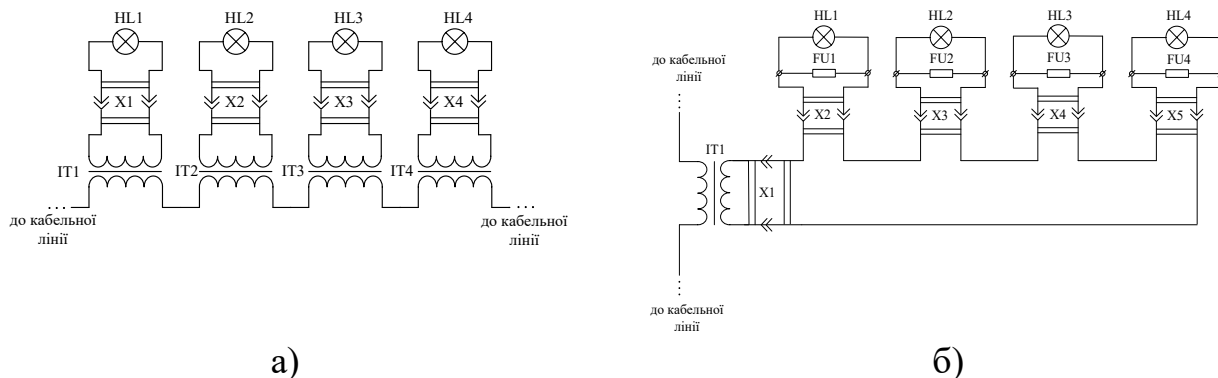 HL1 HL2 HL3 HL4
X1 X2 X3 X4
IT1 IT2 IT3 IT4
до кабельної
лінії
до кабельної
лінії
а)
HL1 HL2 HL3 HL4
до кабельної
лінії
FU1 FU2 FU3 FU4
X2 X3 X4 X5
IT1
X1
до кабельної
лінії
б)